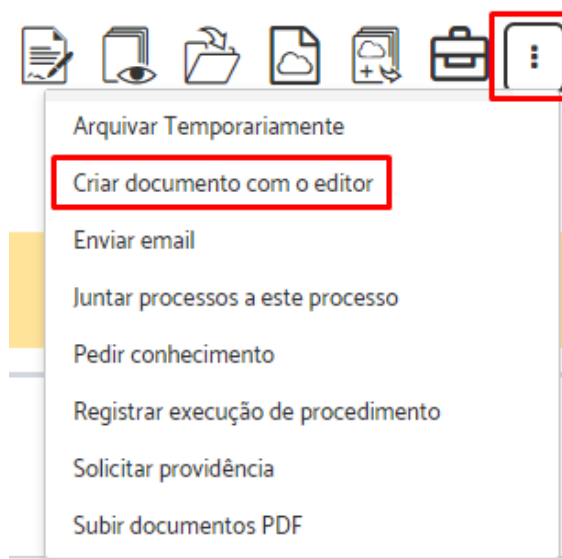 Arquivar Temporariamente
Criar documento com o editor
Enviar email
Juntar processos a este processo
Pedir conhecimento
Registrar execução de procedimento
Solicitar providência
Subir documentos PDF